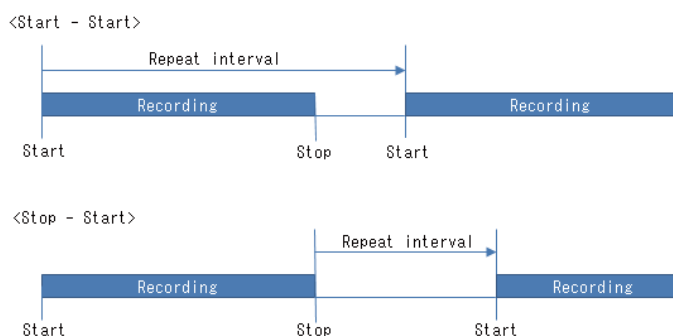 <Start - Start>
Repeat interval
Recording Recording
Start Stop Start
<Stop - Start>
Repeat interval
Recording Recording
Start Stop Start